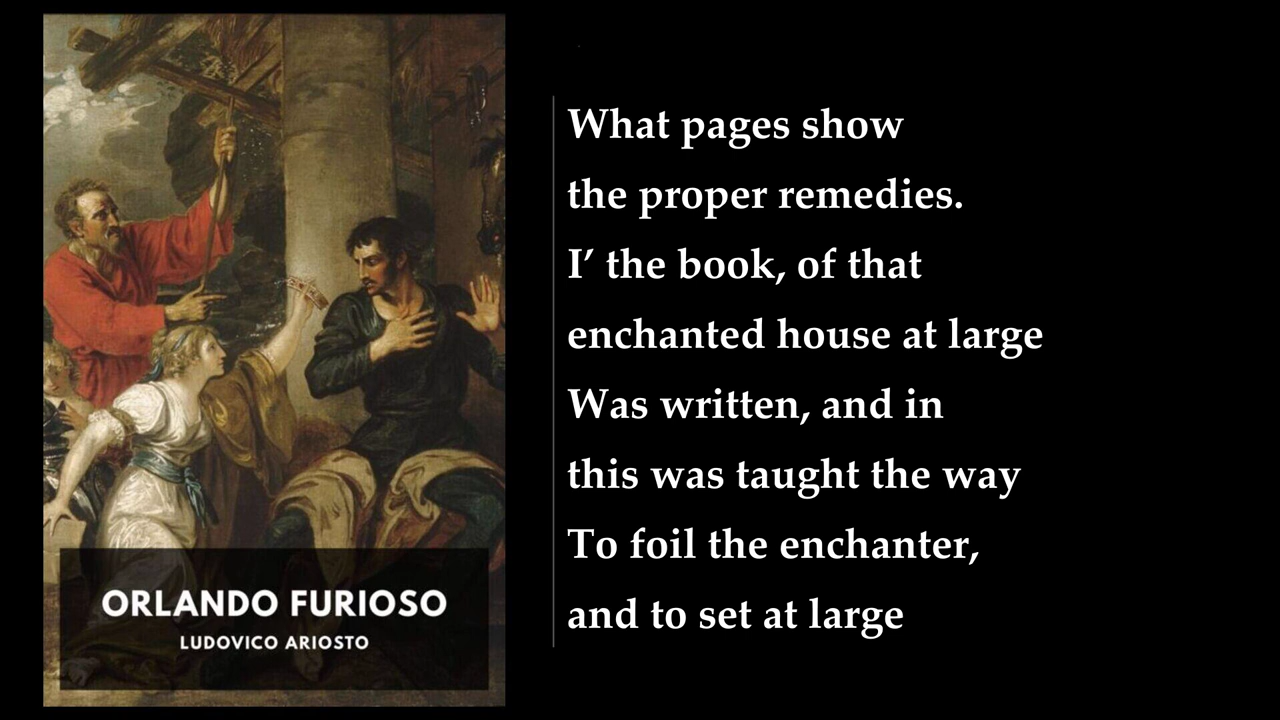 ORLANDO FURIOSO
LUDOVICO ARIOSTO
What pages show
the proper remedies.
I’ the book, of that
enchanted house at large
Was written, and in
this was taught the way
To foil the enchanter,
and to set at large